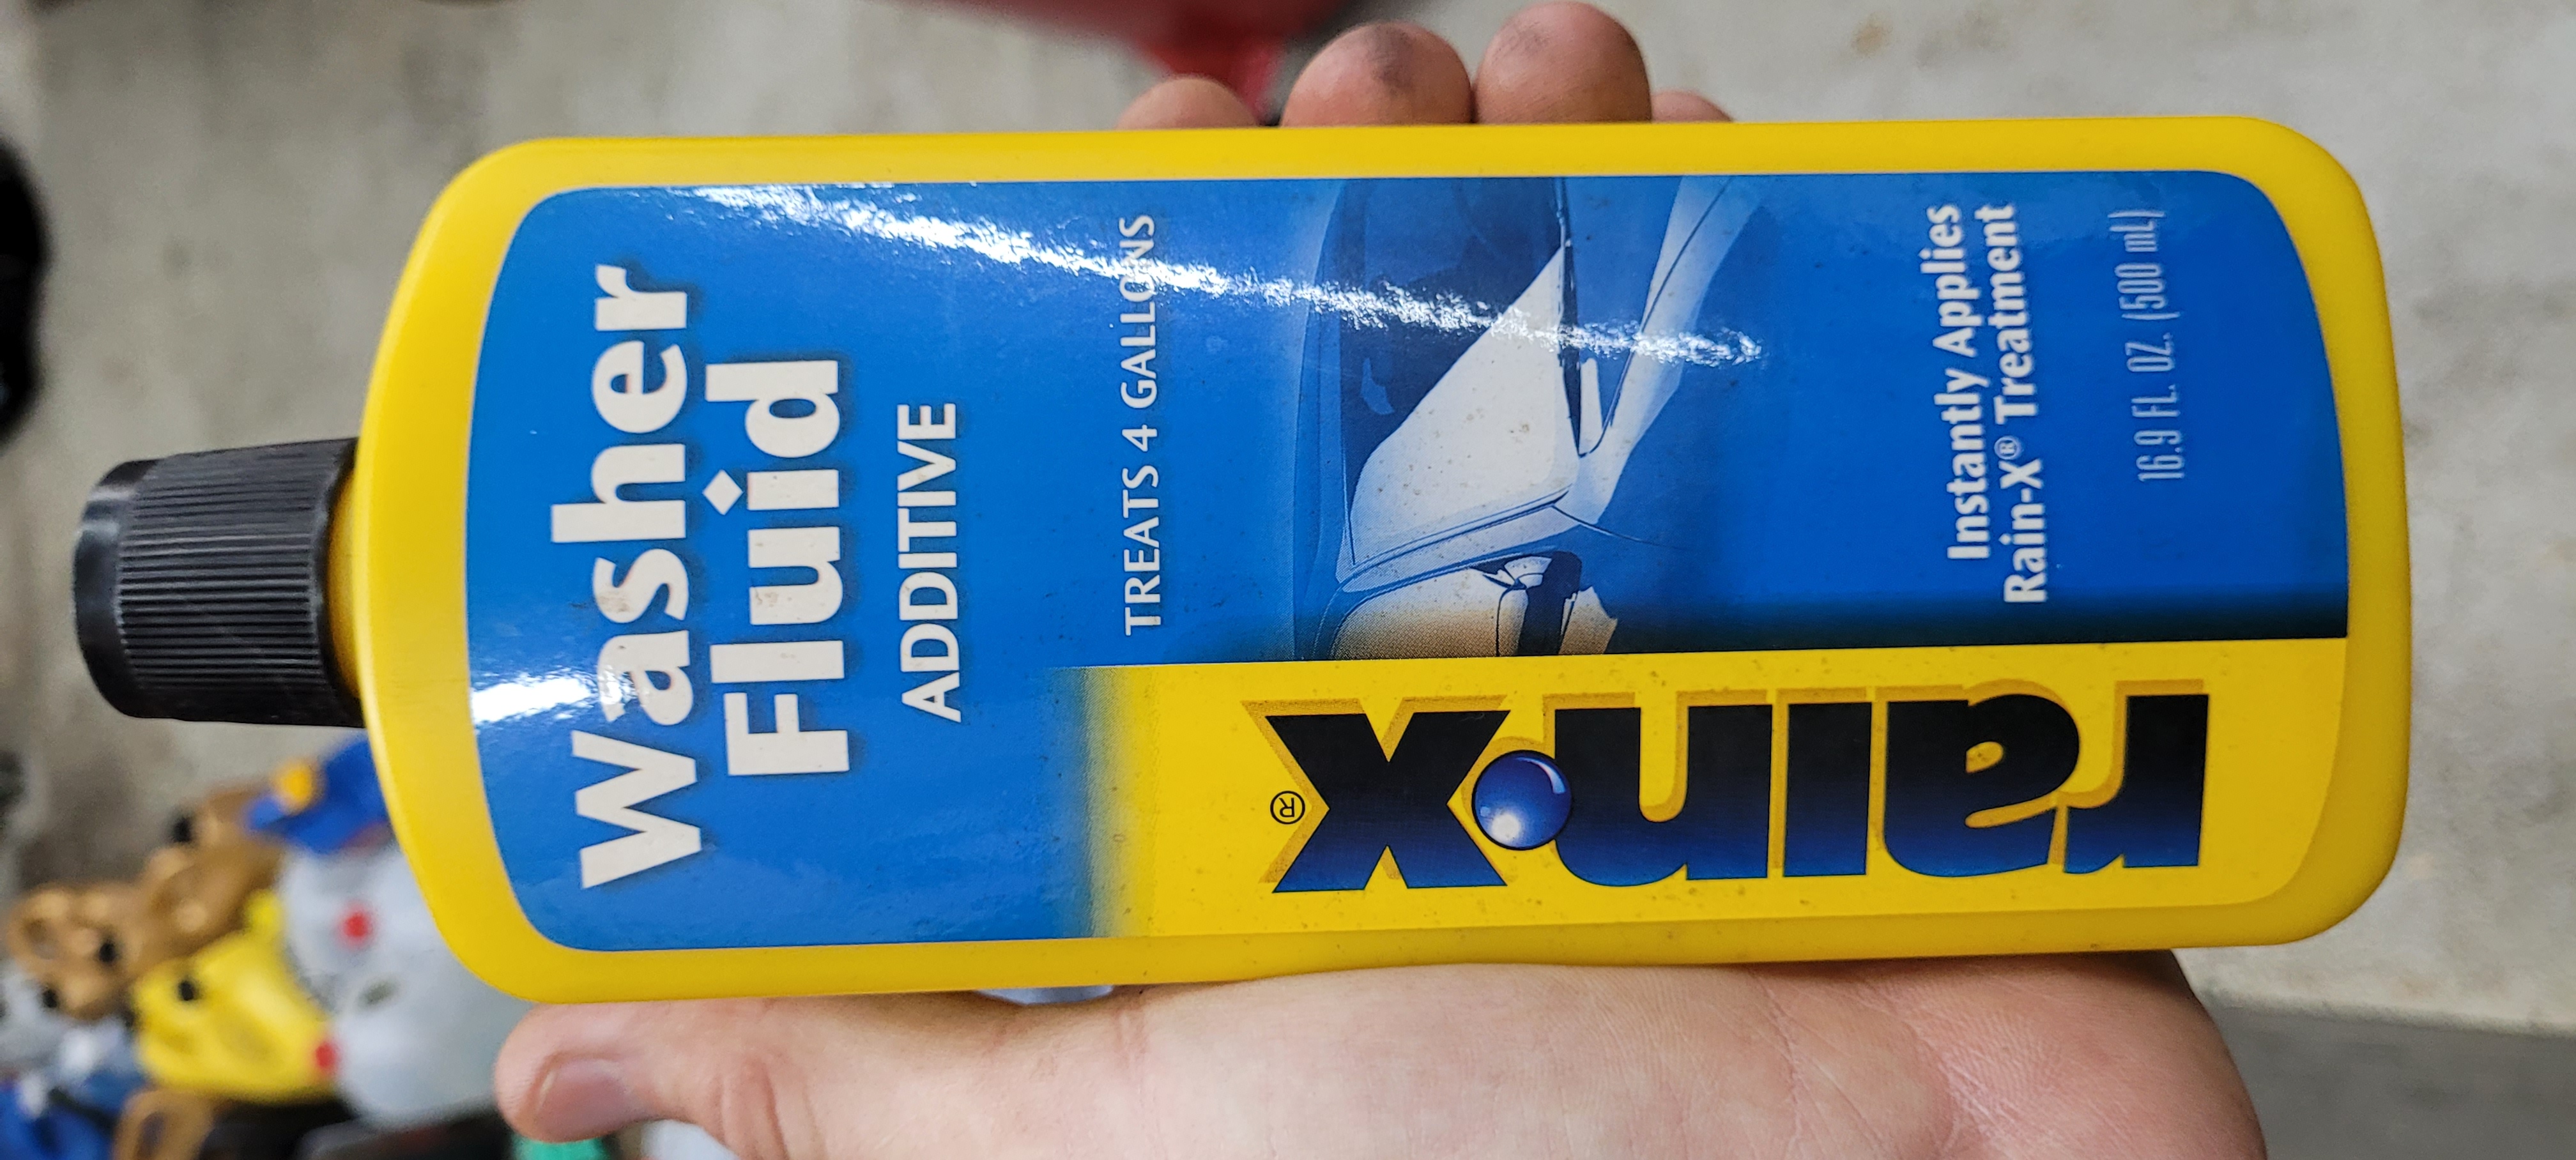 Washer
Fluid
ADDITIVE
TREATS 4 GALLONS
rain·x®
Instantly Applies
Rain-X® Treatment
16.9 FL. OZ. (500 mL)